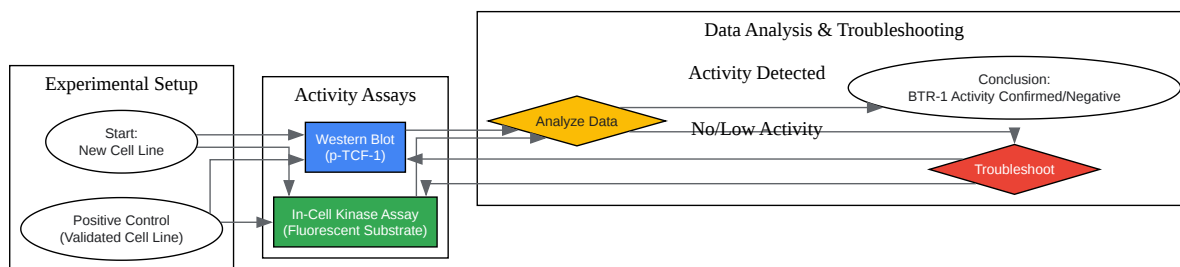 Experimental Setup
Start:
New Cell Line
Positive Control
(Validated Cell Line)
Activity Assays
Western Blot
(p-TCF-1)
In-Cell Kinase Assay
(Fluorescent Substrate)
Data Analysis & Troubleshooting
Analyze Data
Activity Detected
No/Low Activity
Conclusion:
BTR-1 Activity Confirmed/Negative
Troubleshoot